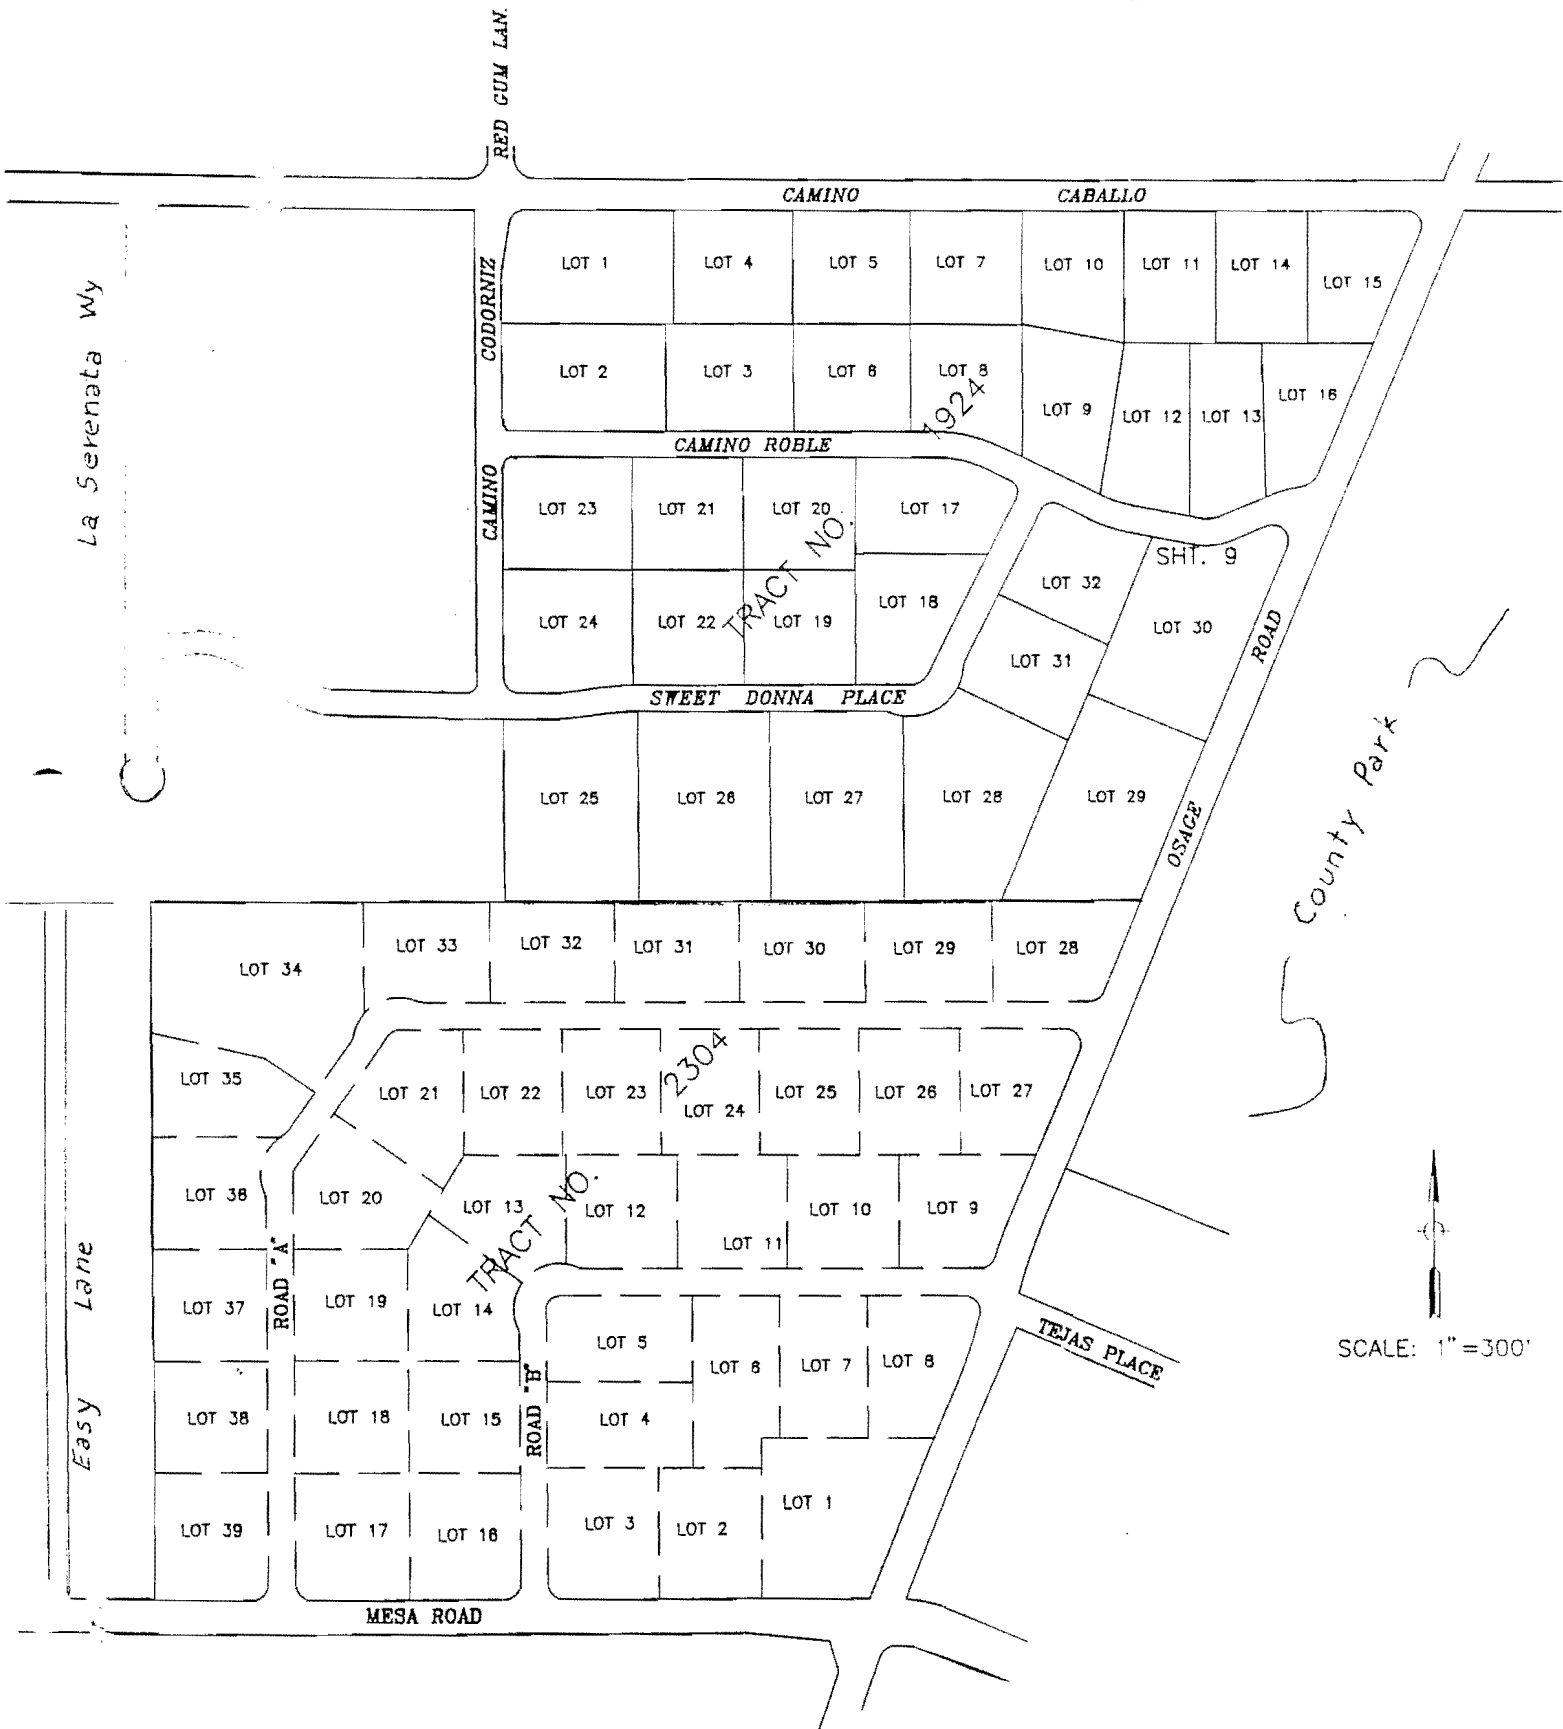 RED GUM LAN.
CAMINO CABALLO
La Serenata Wy
CAMINO CODORNIZ
LOT 1
LOT 4
LOT 5
LOT 7
LOT 10
LOT 11
LOT 14
LOT 15
LOT 2
LOT 3
LOT 6
LOT 8
LOT 9
LOT 12
LOT 13
LOT 16
CAMINO ROBLE
TRACT NO. 1924
LOT 23
LOT 21
LOT 20
LOT 17
SHT. 9
LOT 24
LOT 22
LOT 19
LOT 18
LOT 32
LOT 31
LOT 30
SWEET DONNA PLACE
OSAGE ROAD
County Park
LOT 25
LOT 26
LOT 27
LOT 28
LOT 29
LOT 34
LOT 33
LOT 32
LOT 31
LOT 30
LOT 29
LOT 28
LOT 35
LOT 21
LOT 22
LOT 23
LOT 24
LOT 25
LOT 26
LOT 27
TRACT NO. 2304
LOT 36
LOT 20
LOT 13
LOT 12
LOT 11
LOT 10
LOT 9
Easy Lane
ROAD "A"
LOT 37
LOT 19
LOT 14
LOT 5
LOT 6
LOT 7
LOT 8
TEJAS PLACE
SCALE: 1"=300'
LOT 38
LOT 18
LOT 15
ROAD "B"
LOT 4
LOT 39
LOT 17
LOT 16
LOT 3
LOT 2
LOT 1
MESA ROAD